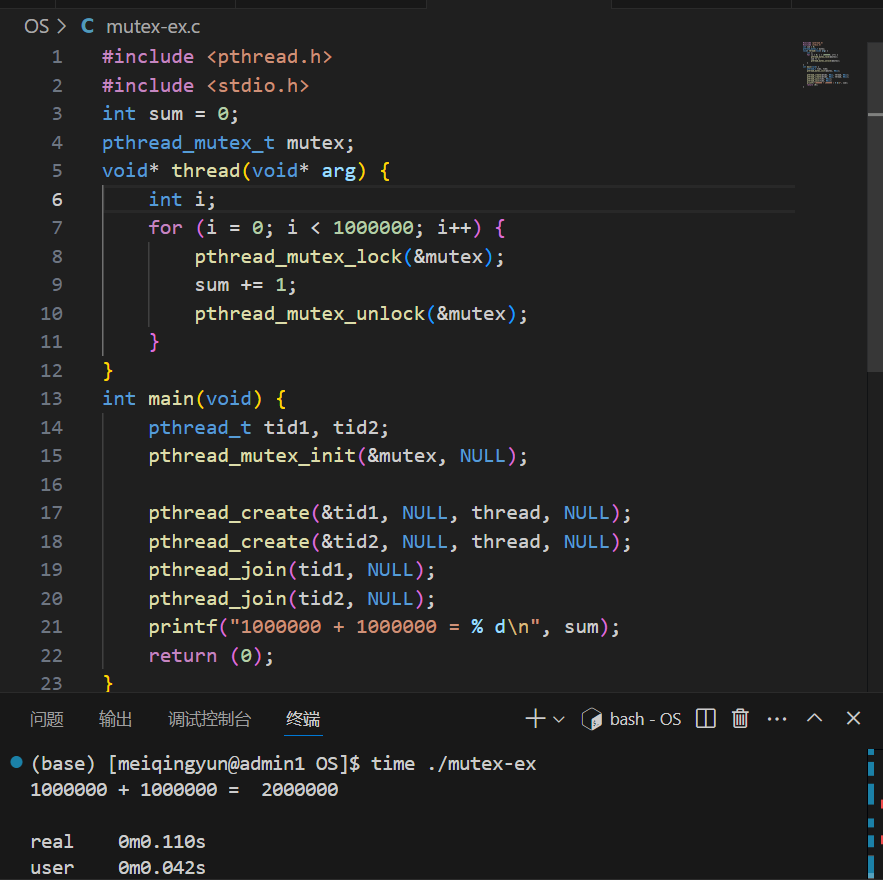 OS > C mutex-ex.c
1 #include <pthread.h>
2 #include <stdio.h>
3 int sum = 0;
4 pthread_mutex_t mutex;
5 void* thread(void* arg) {
6     int i;
7     for (i = 0; i < 1000000; i++) {
8         pthread_mutex_lock(&mutex);
9         sum += 1;
10         pthread_mutex_unlock(&mutex);
11     }
12 }
13 int main(void) {
14     pthread_t tid1, tid2;
15     pthread_mutex_init(&mutex, NULL);
16
17     pthread_create(&tid1, NULL, thread, NULL);
18     pthread_create(&tid2, NULL, thread, NULL);
19     pthread_join(tid1, NULL);
20     pthread_join(tid2, NULL);
21     printf("1000000 + 1000000 = % d\n", sum);
22     return (0);
23 }
问题 输出 调试控制台 终端 bash - OS
(base) [meiqingyun@admin1 OS]$ time ./mutex-ex
1000000 + 1000000 =  2000000
real 0m0.110s
user 0m0.042s